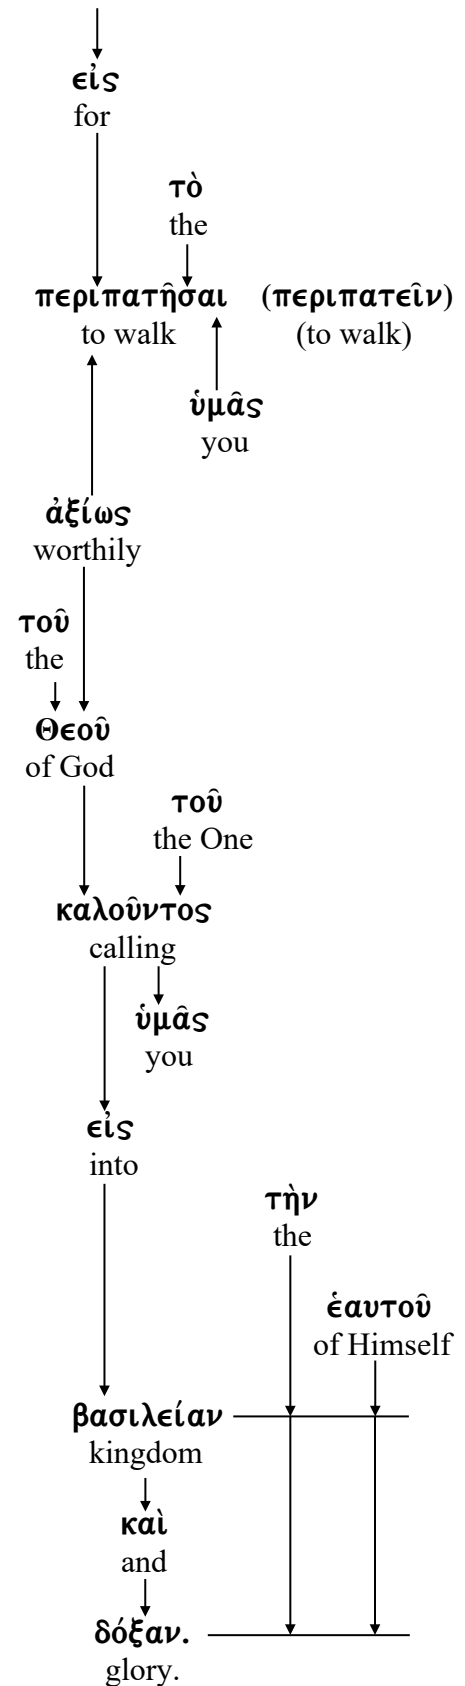 εἰς
for
τὸ
the
περιπατῆσαι (περιπατεῖν)
to walk (to walk)
ὑμᾶς
you
ἀξίως
worthily
τοῦ
the
Θεοῦ
of God
τοῦ
the One
καλοῦντος
calling
ὑμᾶς
you
εἰς
into
τὴν
the
ἑαυτοῦ
of Himself
βασιλείαν
kingdom
καὶ
and
δόξαν.
glory.